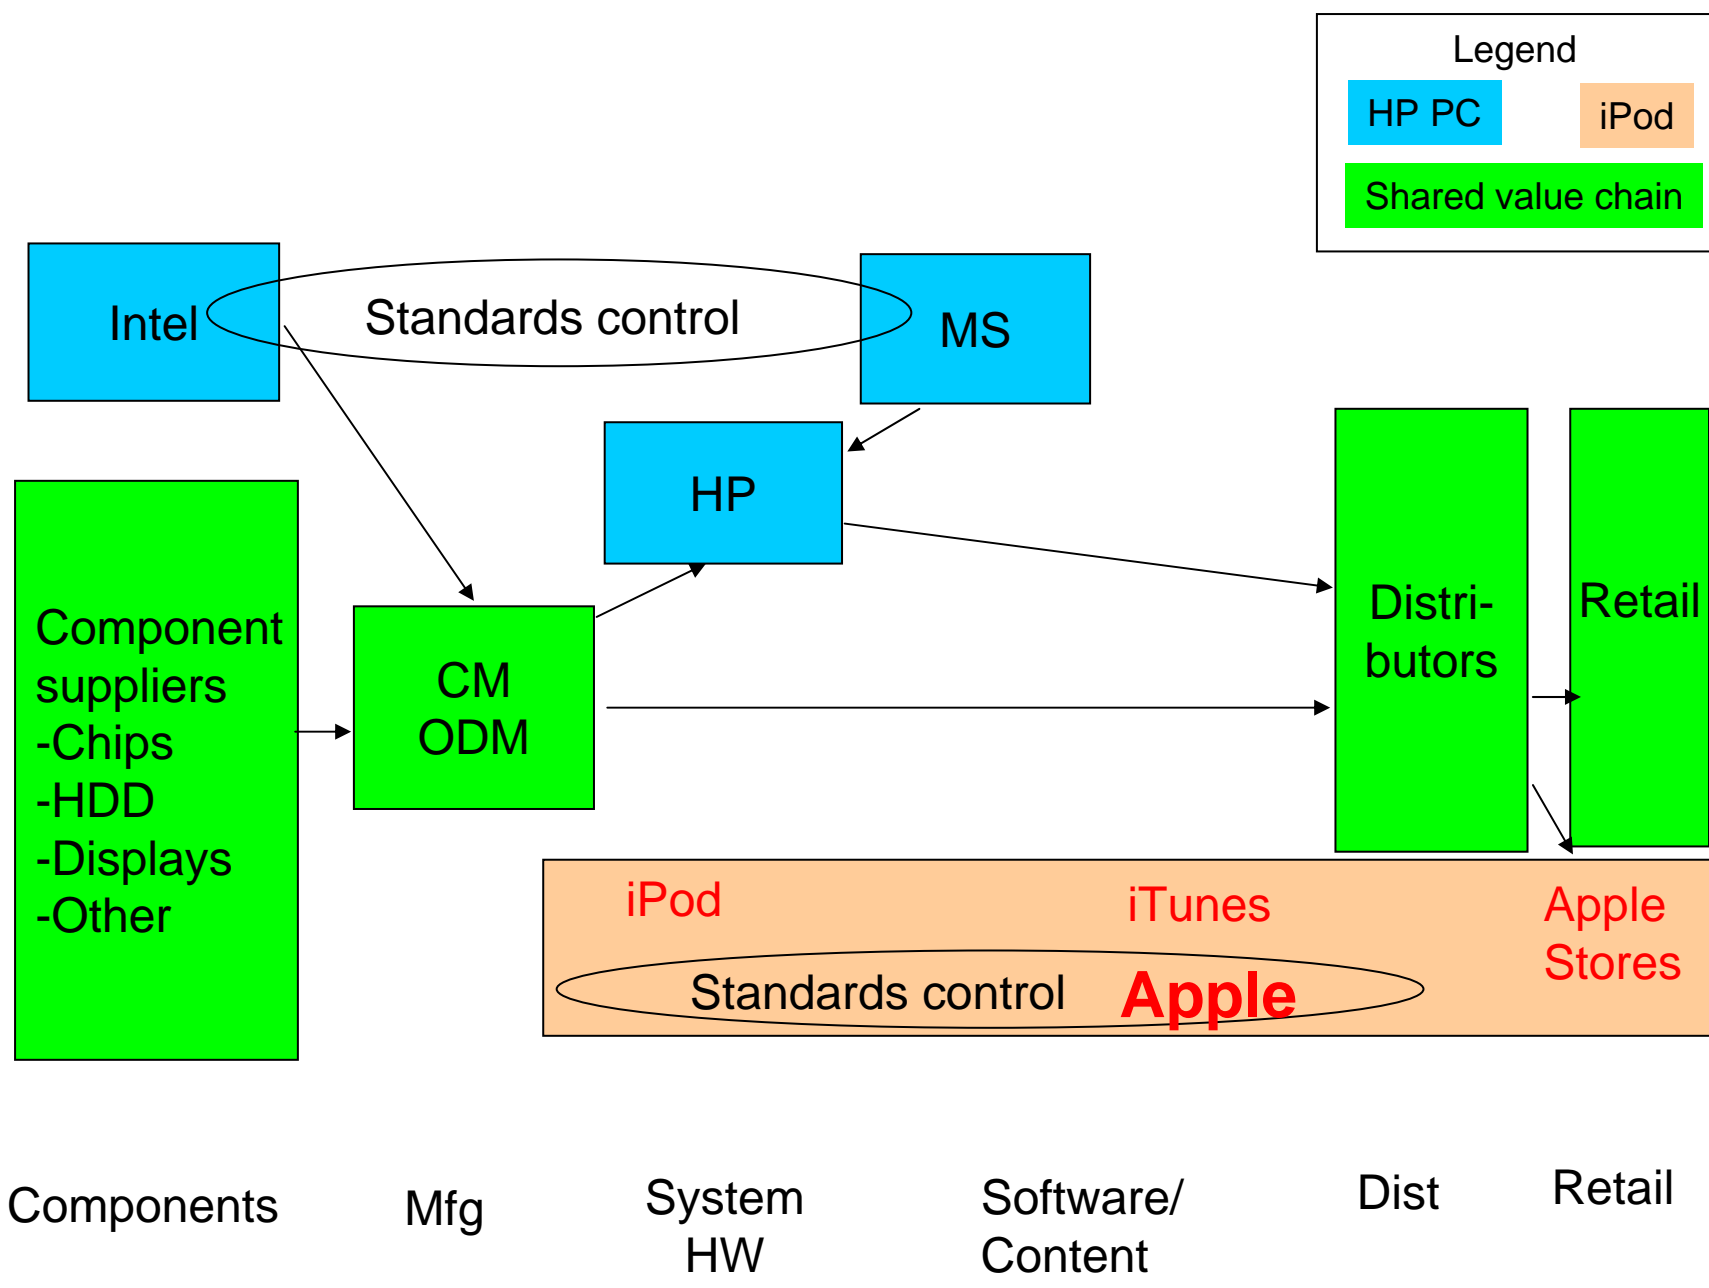 Legend
HP PC
iPod
Shared value chain
Intel
Standards control
MS
HP
Component
suppliers
-Chips
-HDD
-Displays
-Other
CM
ODM
Distri-
butors
Retail
iPod
iTunes
Apple
Stores
Standards control
Apple
Components
Mfg
System
HW
Software/
Content
Dist
Retail